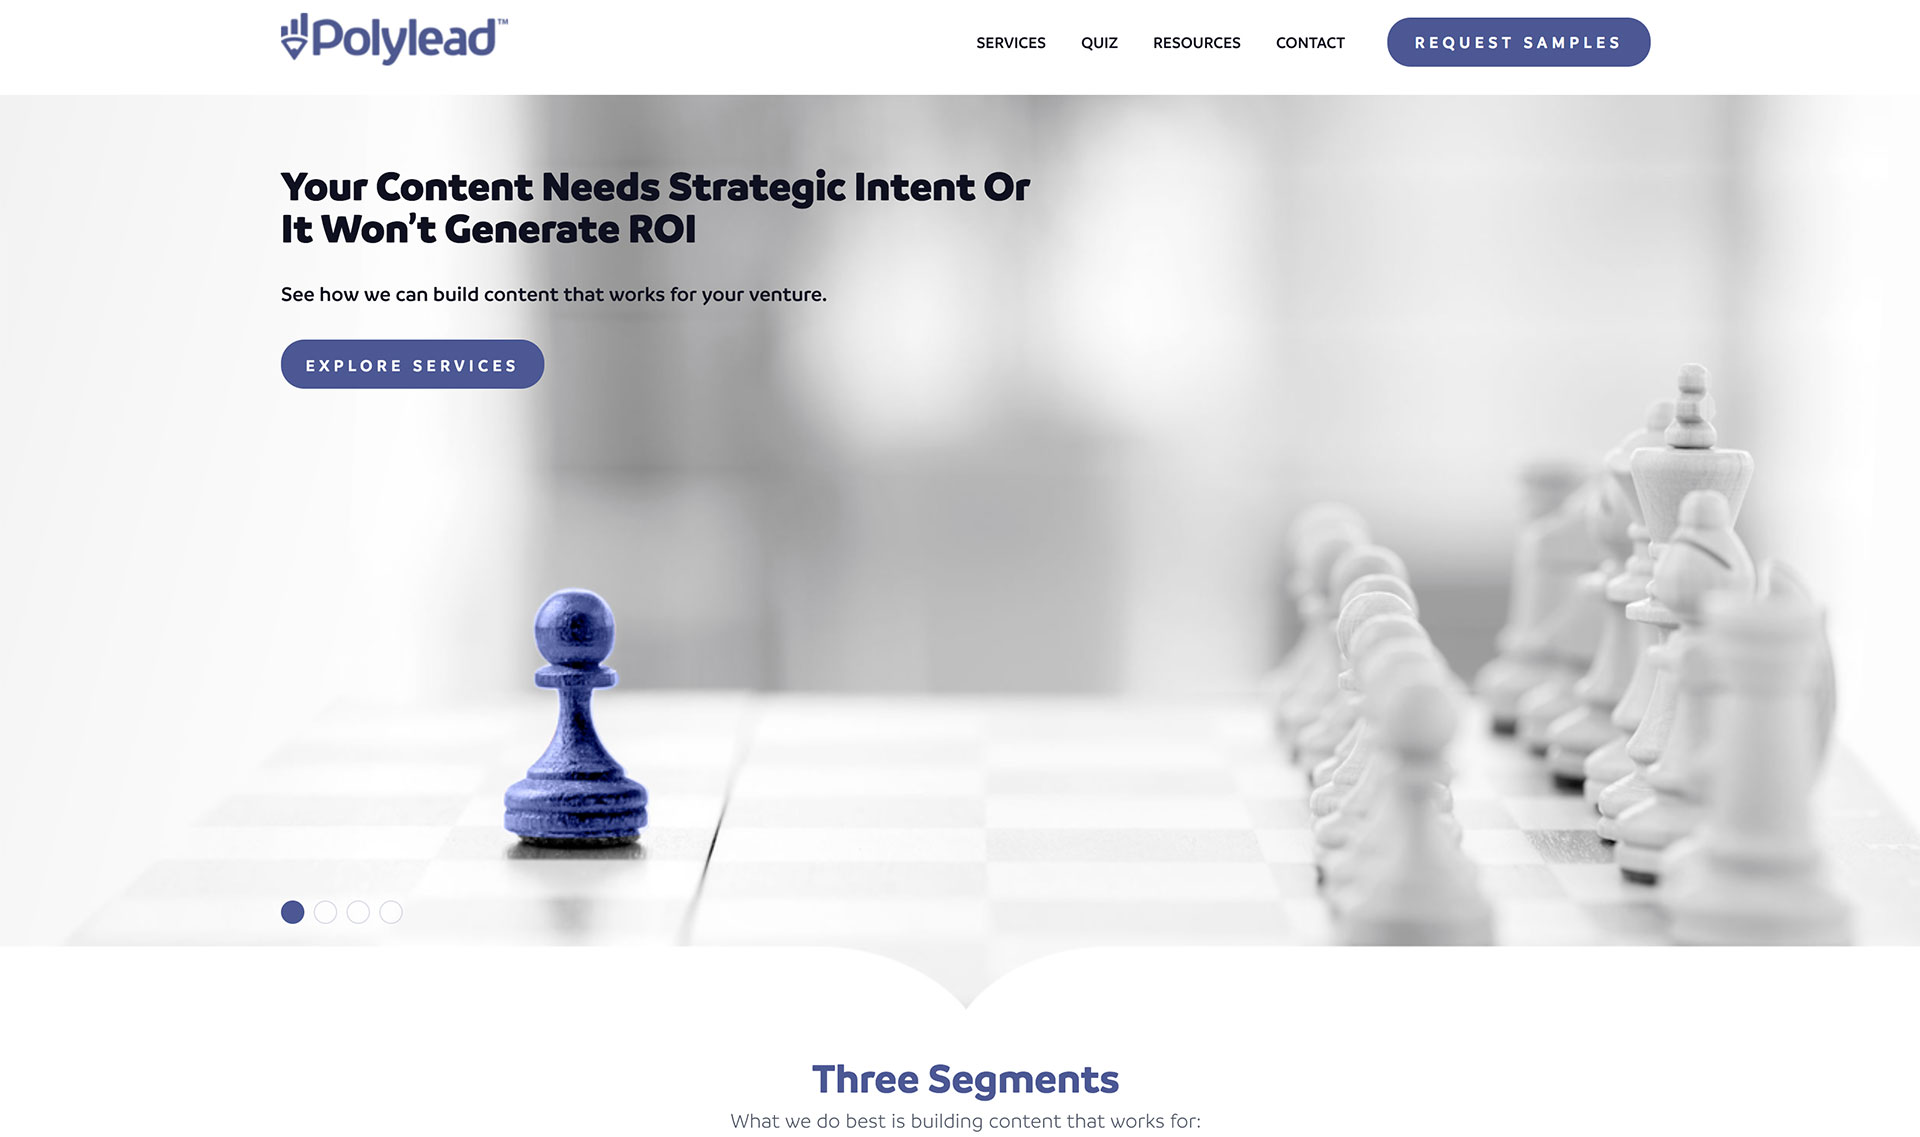 Polylead™
SERVICES
QUIZ
RESOURCES
CONTACT
REQUEST SAMPLES
Your Content Needs Strategic Intent Or
It Won’t Generate ROI
See how we can build content that works for your venture.
EXPLORE SERVICES
Three Segments
What we do best is building content that works for: